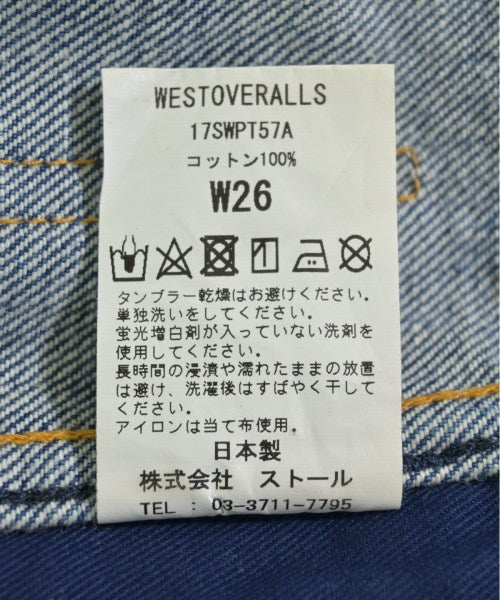 WESTOVERALLS
17SWPT57A
コットン100%
W26
タンブラー乾燥はお避けください。
単独洗いをしてください。
蛍光増白剤が入っていない洗剤を
使用してください。
長時間の浸漬や濡れたままの放置
は避け、洗濯後はすばやく干して
ください。
アイロンは当て布使用。
日本製
株式会社 ストール
TEL : 03-3711-7795